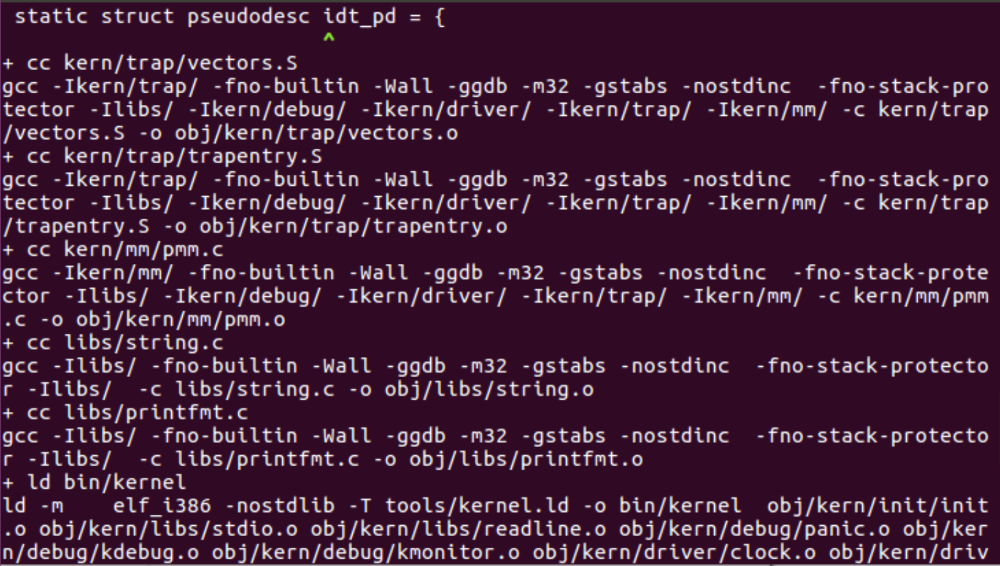 static struct pseudodesc idt_pd = {
^
+ cc kern/trap/vectors.S
gcc -Ikern/trap/ -fno-builtin -Wall -ggdb -m32 -gstabs -nostdinc  -fno-stack-pro
tector -Ilibs/ -Ikern/debug/ -Ikern/driver/ -Ikern/trap/ -Ikern/mm/ -c kern/trap
/vectors.S -o obj/kern/trap/vectors.o
+ cc kern/trap/trapentry.S
gcc -Ikern/trap/ -fno-builtin -Wall -ggdb -m32 -gstabs -nostdinc  -fno-stack-pro
tector -Ilibs/ -Ikern/debug/ -Ikern/driver/ -Ikern/trap/ -Ikern/mm/ -c kern/trap
/trapentry.S -o obj/kern/trap/trapentry.o
+ cc kern/mm/pmm.c
gcc -Ikern/mm/ -fno-builtin -Wall -ggdb -m32 -gstabs -nostdinc  -fno-stack-prote
ctor -Ilibs/ -Ikern/debug/ -Ikern/driver/ -Ikern/trap/ -Ikern/mm/ -c kern/mm/pmm
.c -o obj/kern/mm/pmm.o
+ cc libs/string.c
gcc -Ilibs/ -fno-builtin -Wall -ggdb -m32 -gstabs -nostdinc  -fno-stack-protecto
r -Ilibs/  -c libs/string.c -o obj/libs/string.o
+ cc libs/printfmt.c
gcc -Ilibs/ -fno-builtin -Wall -ggdb -m32 -gstabs -nostdinc  -fno-stack-protecto
r -Ilibs/  -c libs/printfmt.c -o obj/libs/printfmt.o
+ ld bin/kernel
ld -m    elf_i386 -nostdlib -T tools/kernel.ld -o bin/kernel  obj/kern/init/init
.o obj/kern/libs/stdio.o obj/kern/libs/readline.o obj/kern/debug/panic.o obj/ker
n/debug/kdebug.o obj/kern/debug/kmonitor.o obj/kern/driver/clock.o obj/kern/driv